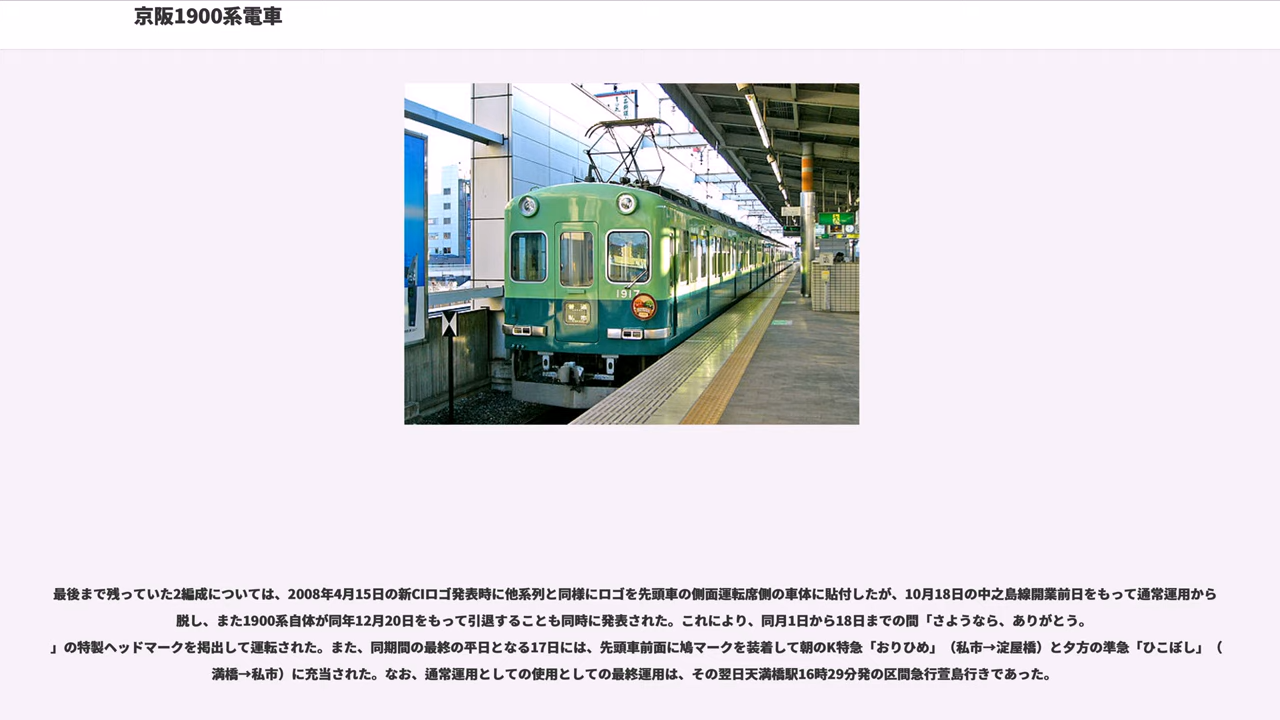 京阪1900系電車
1917
最後まで残っていた2編成については、2008年4月15日の新CIロゴ発表時に他系列と同様にロゴを先頭車の側面運転席側の車体に貼付したが、10月18日の中之島線開業前日をもって通常運用から
脱し、また1900系自体が同年12月20日をもって引退することも同時に発表された。これにより、同月1日から18日までの間「さようなら、ありがとう。
」の特製ヘッドマークを掲出して運転された。また、同期間の最終の平日となる17日には、先頭車前面に鳩マークを装着して朝のK特急「おりひめ」（私市→淀屋橋）と夕方の準急「ひこぼし」（
満橋→私市）に充当された。なお、通常運用としての使用としての最終運用は、その翌日天満橋駅16時29分発の区間急行萱島行きであった。